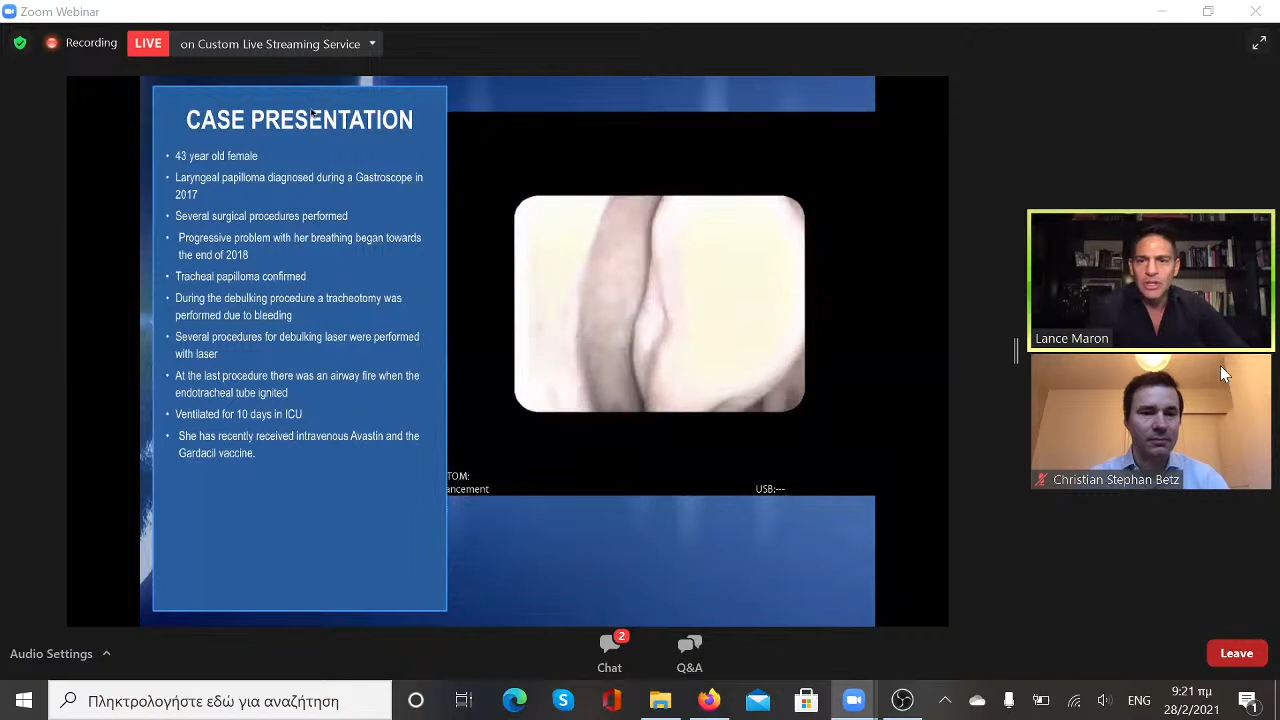 Zoom Webinar
Recording
LIVE
on Custom Live Streaming Service
CASE PRESENTATION
• 43 year old female
• Laryngeal papilloma diagnosed during a Gastroscope in
2017
• Several surgical procedures performed
• Progressive problem with her breathing began towards
the end of 2018
• Tracheal papilloma confirmed
• During the debulking procedure a tracheotomy was
performed due to bleeding
• Several procedures for debulking laser were performed
with laser
• At the last procedure there was an airway fire when the
endotracheal tube ignited
• Ventilated for 10 days in ICU
• She has recently received intravenous Avastin and the
Gardacil vaccine.
TOM:
ancement
USB:---
Lance Maron
Christian Stephan Betz
Audio Settings
2
Chat
Q&A
Leave
Πληκτρολογήστε εδώ για αναζήτηση
ENG
9:21 πμ
28/2/2021
1